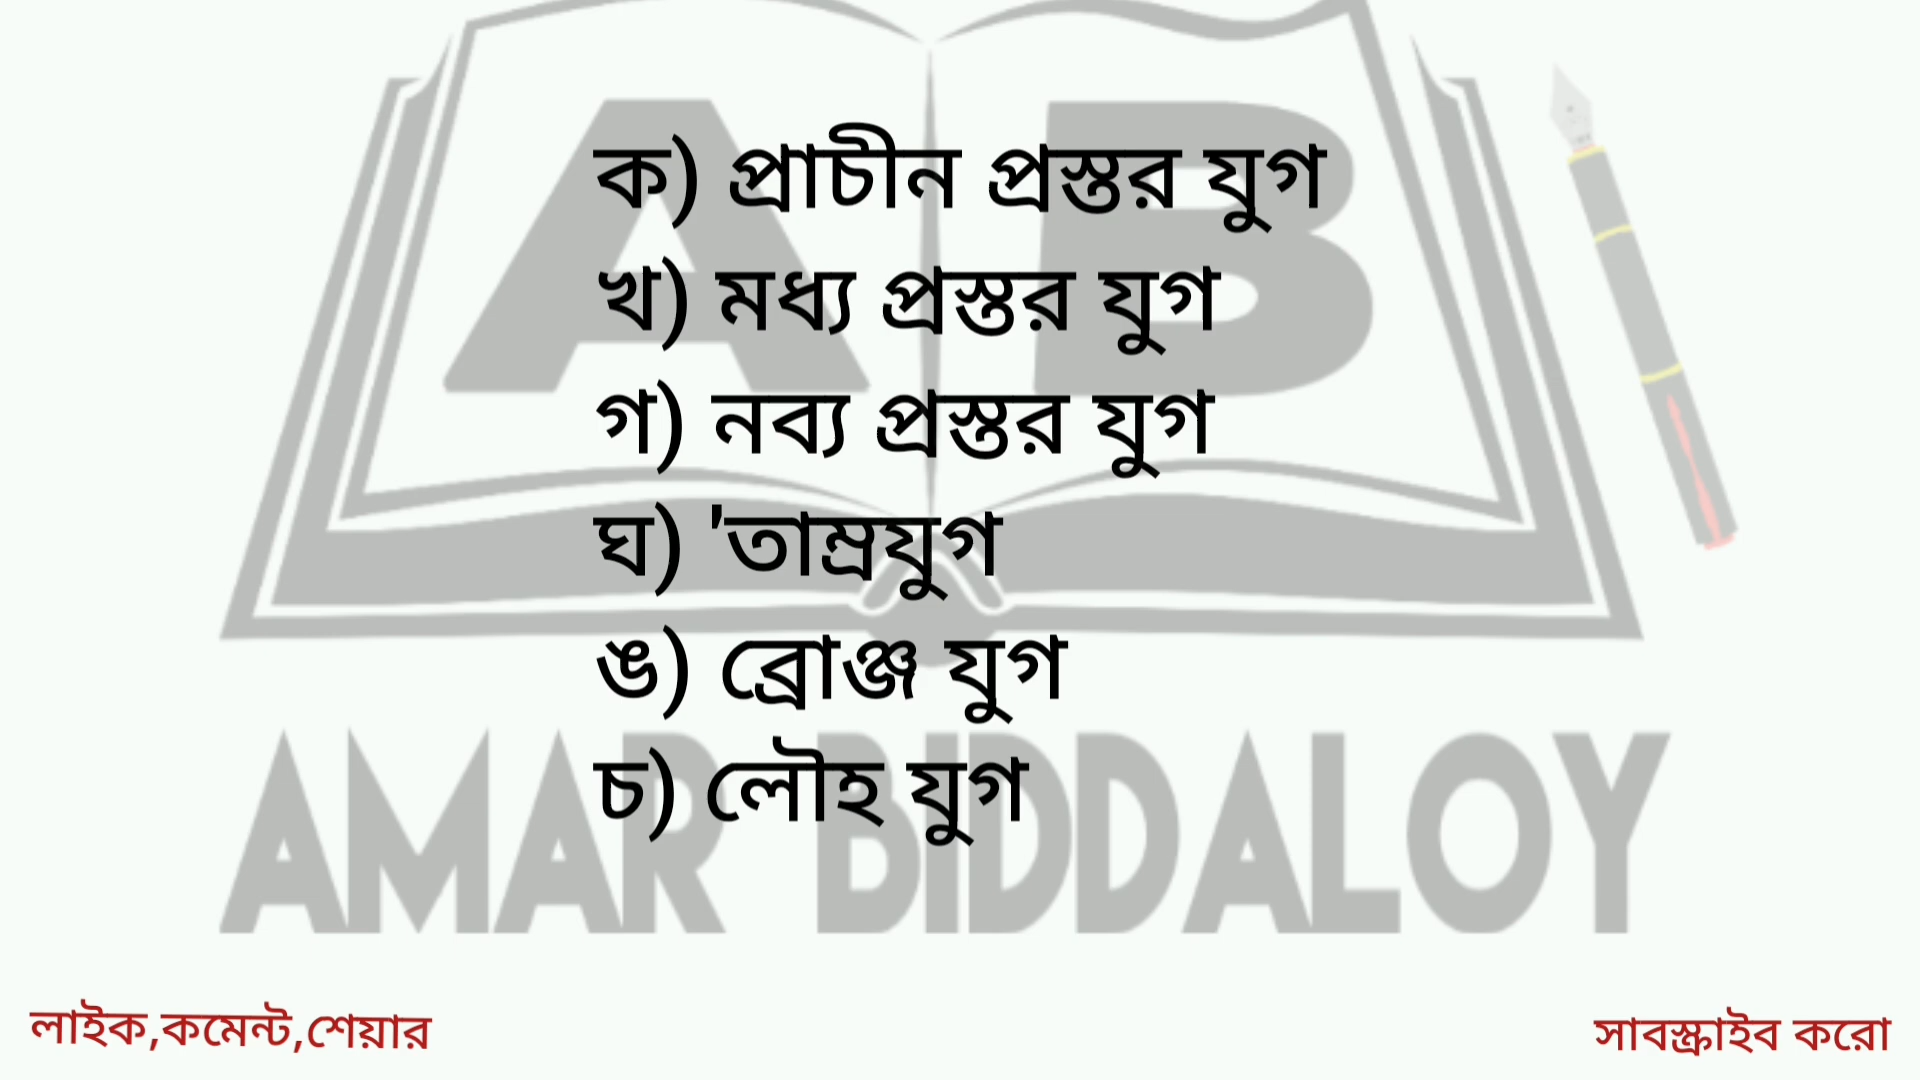 A B
ক) প্রাচীন প্রস্তর যুগ
খ) মধ্য প্রস্তর যুগ
গ) নব্য প্রস্তর যুগ
ঘ) 'তাম্রযুগ
ঙ) ব্রোঞ্জ যুগ
চ) লৌহ যুগ
AMAR BIDDALOY
লাইক,কমেন্ট,শেয়ার
সাবস্ক্রাইব করো